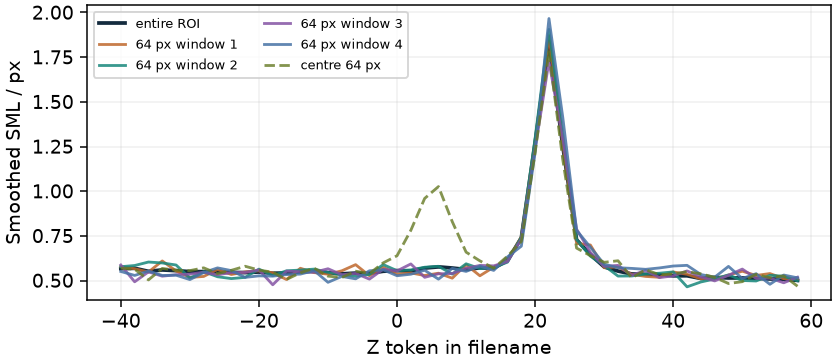 Smoothed SML / px
2.00
1.75
1.50
1.25
1.00
0.75
0.50
entire ROI
64 px window 1
64 px window 2
64 px window 3
64 px window 4
centre 64 px
−40
−20
0
20
40
60
Z token in filename